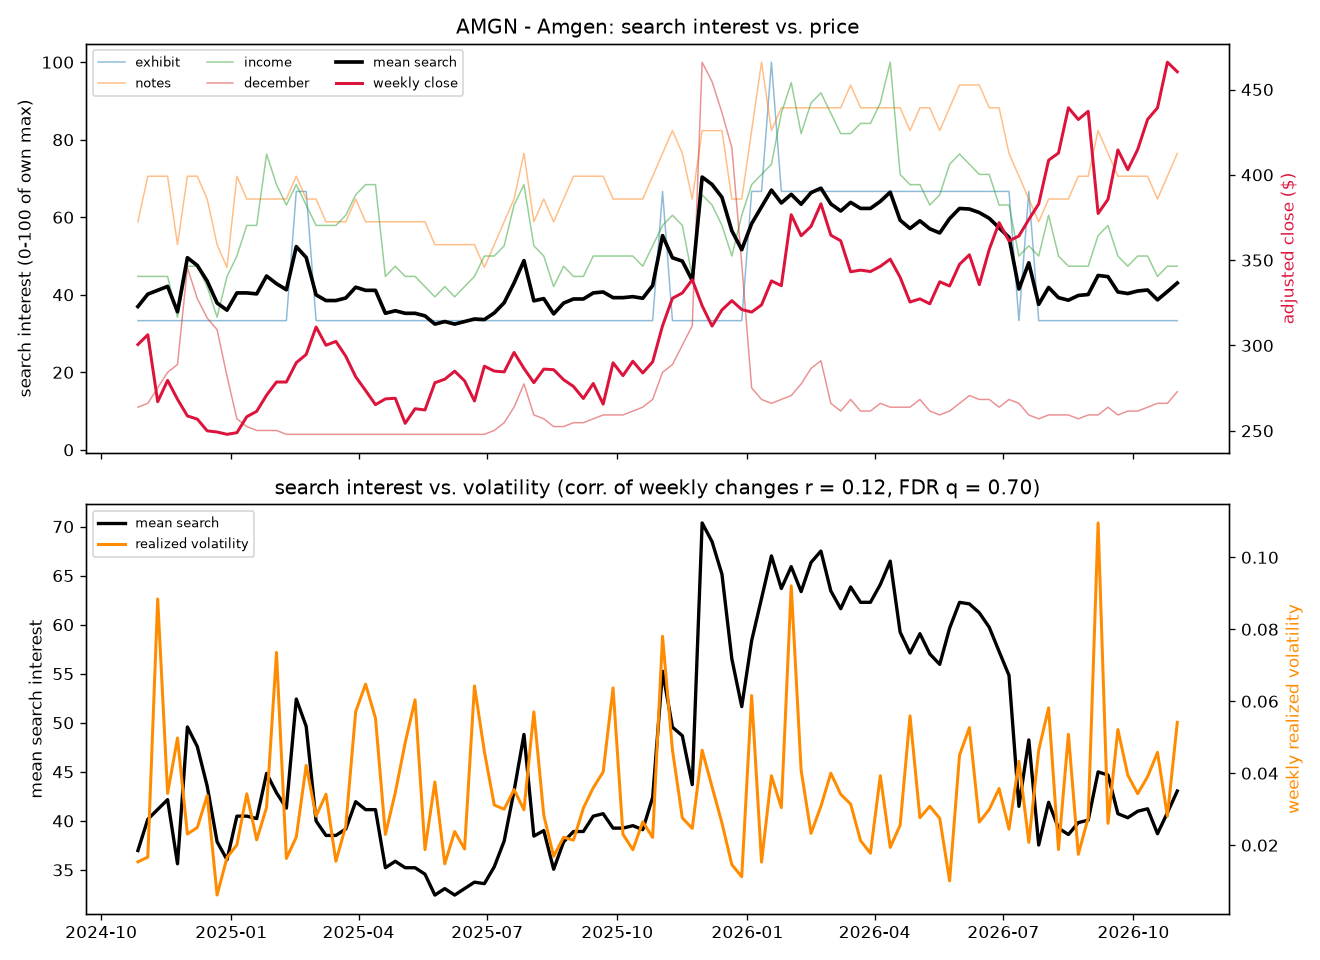 AMGN - Amgen: search interest vs. price
exhibit
notes
income
december
mean search
weekly close
search interest (0-100 of own max)
100
80
60
40
20
0
adjusted close ($)
450
400
350
300
250
search interest vs. volatility (corr. of weekly changes r = 0.12, FDR q = 0.70)
mean search
realized volatility
mean search interest
70
65
60
55
50
45
40
35
weekly realized volatility
0.10
0.08
0.06
0.04
0.02
2024-10
2025-01
2025-04
2025-07
2025-10
2026-01
2026-04
2026-07
2026-10